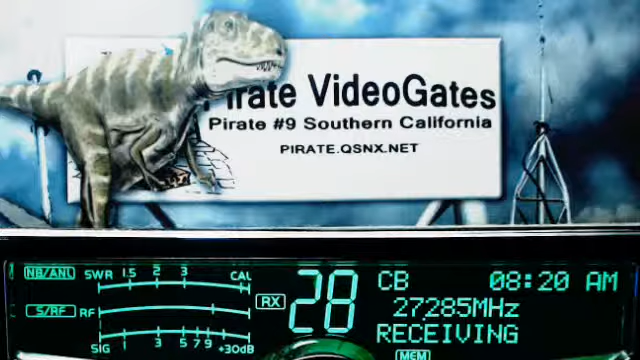 Pirate VideoGates
Pirate #9 Southern California
PIRATE.QSNX.NET
NB/ANL SWR 1.5 2 3 CAL
S/RF RF
SIG 1 3 5 7 9 +30dB
RX 28
CB 08:20 AM
27285MHz
RECEIVING
MEM